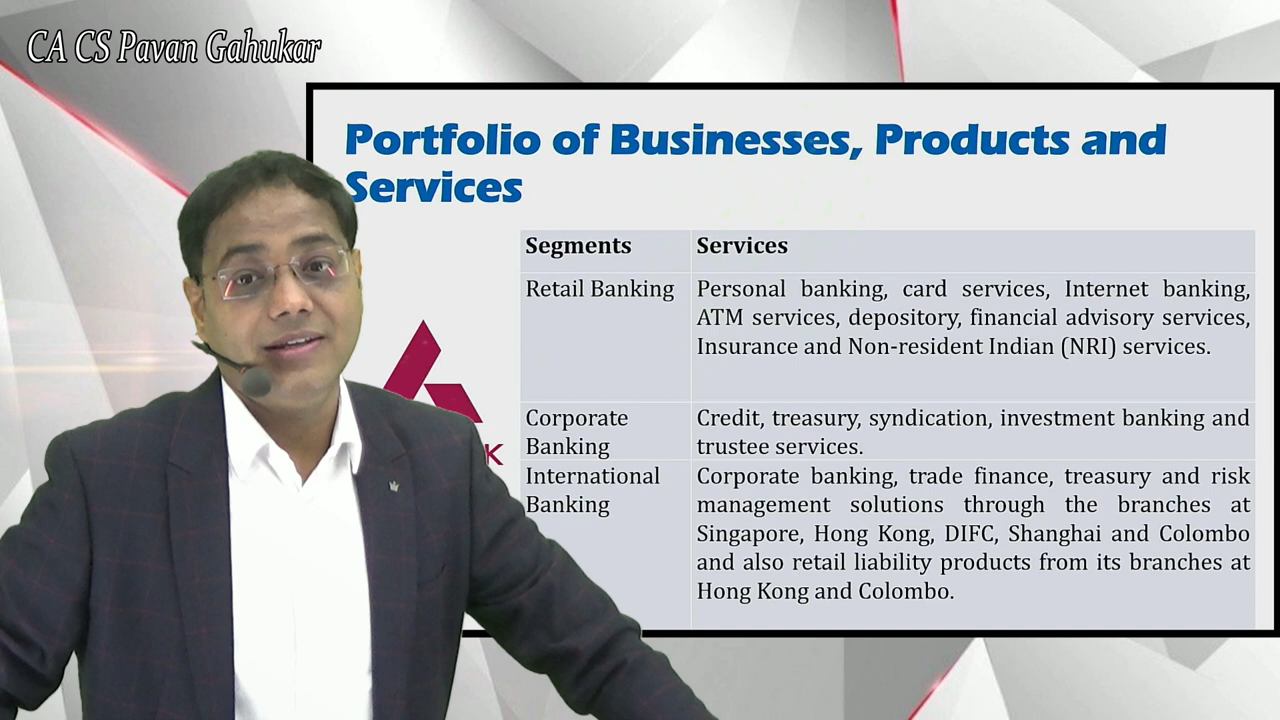 CA CS Pavan Gahukar
Portfolio of Businesses, Products and
Services
Segments
Services
Retail Banking
Personal banking, card services, Internet banking,
ATM services, depository, financial advisory services,
Insurance and Non-resident Indian (NRI) services.
Corporate
Banking
Credit, treasury, syndication, investment banking and
trustee services.
International
Banking
Corporate banking, trade finance, treasury and risk
management solutions through the branches at
Singapore, Hong Kong, DIFC, Shanghai and Colombo
and also retail liability products from its branches at
Hong Kong and Colombo.